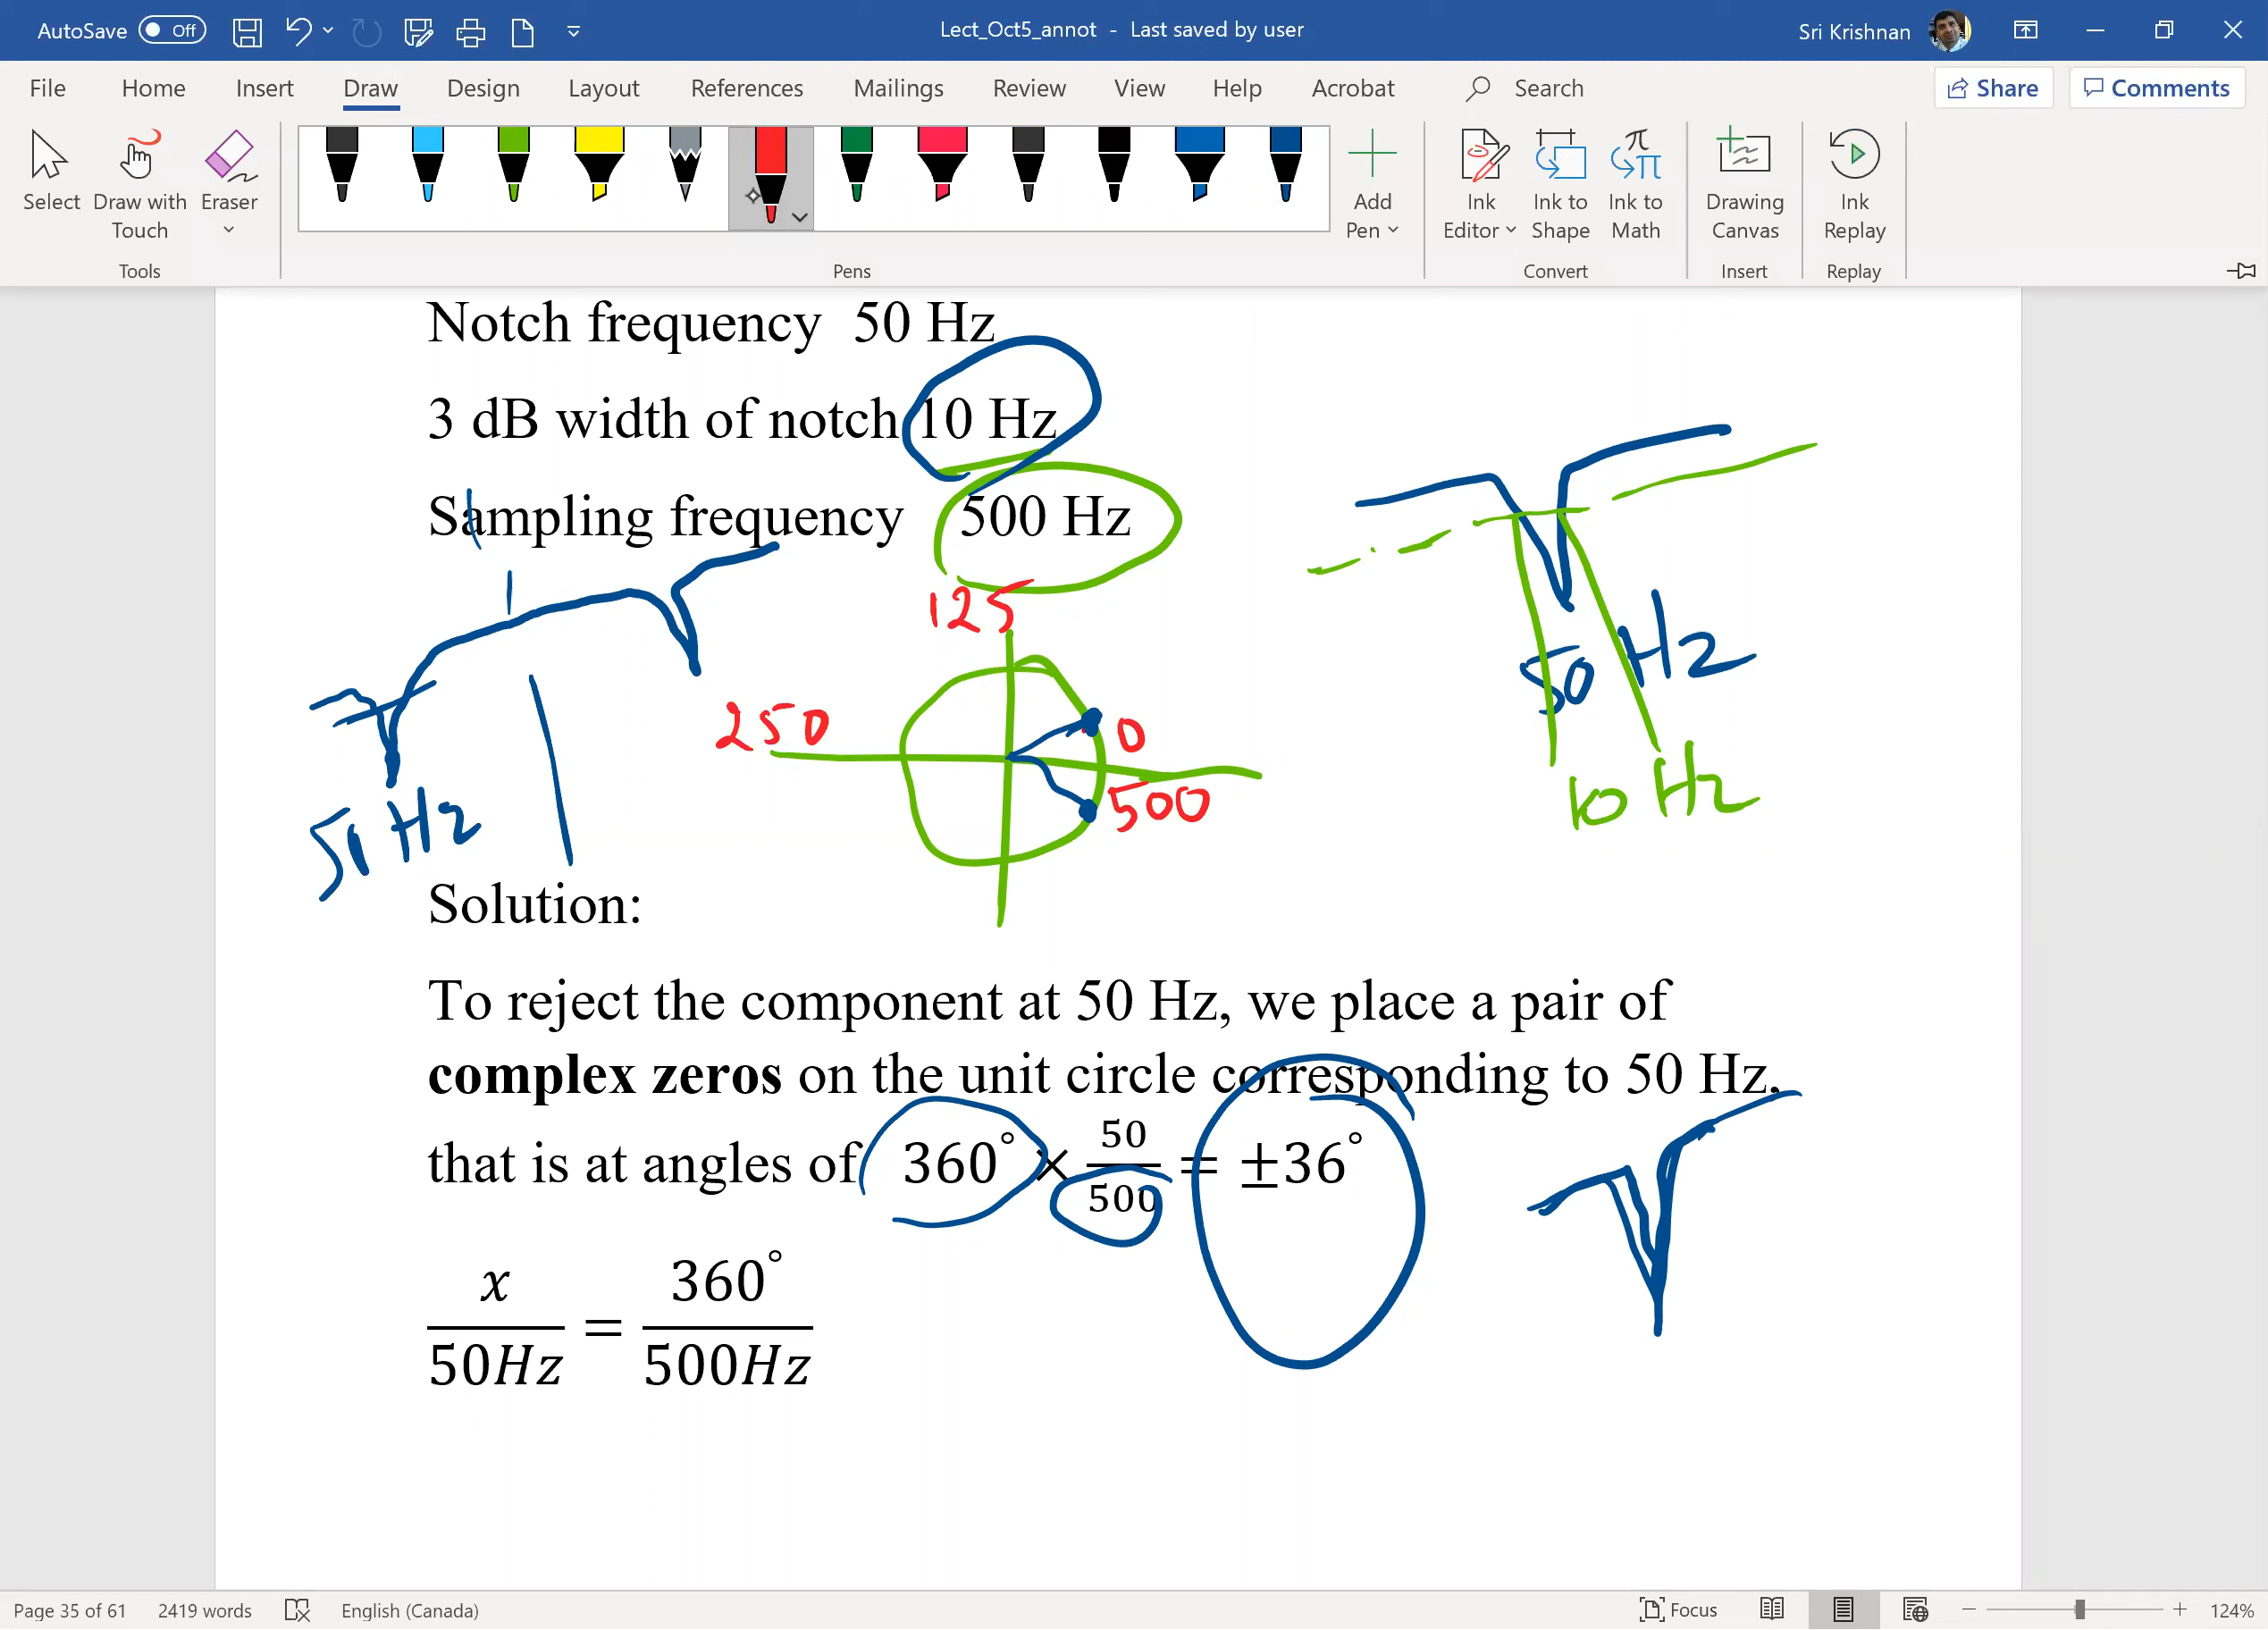 AutoSave Off Lect_Oct5_annot - Last saved by user Sri Krishnan
File Home Insert Draw Design Layout References Mailings Review View Help Acrobat Search Share Comments
Select Draw with Touch Eraser Add Pen Ink Editor Ink to Shape Ink to Math Drawing Canvas Ink Replay
Tools Pens Convert Insert Replay
Notch frequency 50 Hz
3 dB width of notch 10 Hz
Sampling frequency 500 Hz
125
50 Hz
250
0
500
10 Hz
50 Hz
Solution:
To reject the component at 50 Hz, we place a pair of
complex zeros on the unit circle corresponding to 50 Hz,
that is at angles of 360° × 50/500 = ±36°
x/50Hz = 360°/500Hz
Page 35 of 61 2419 words English (Canada) Focus 124%